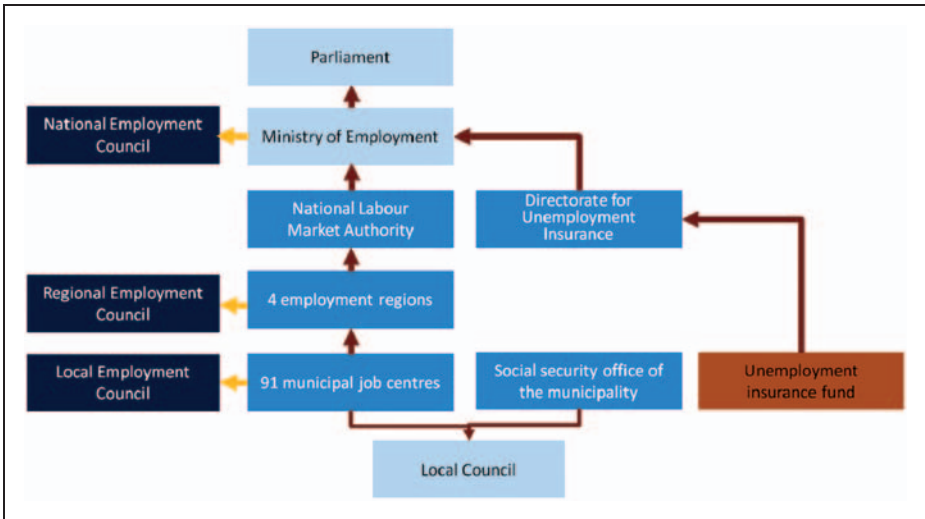 Parliament
National Employment
Council
Ministry of Employment
National Labour
Market Authority
Directorate for
Unemployment
Insurance
Regional Employment
Council
4 employment regions
Local Employment
Council
91 municipal job centres
Social security office of
the municipality
Unemployment
insurance fund
Local Council